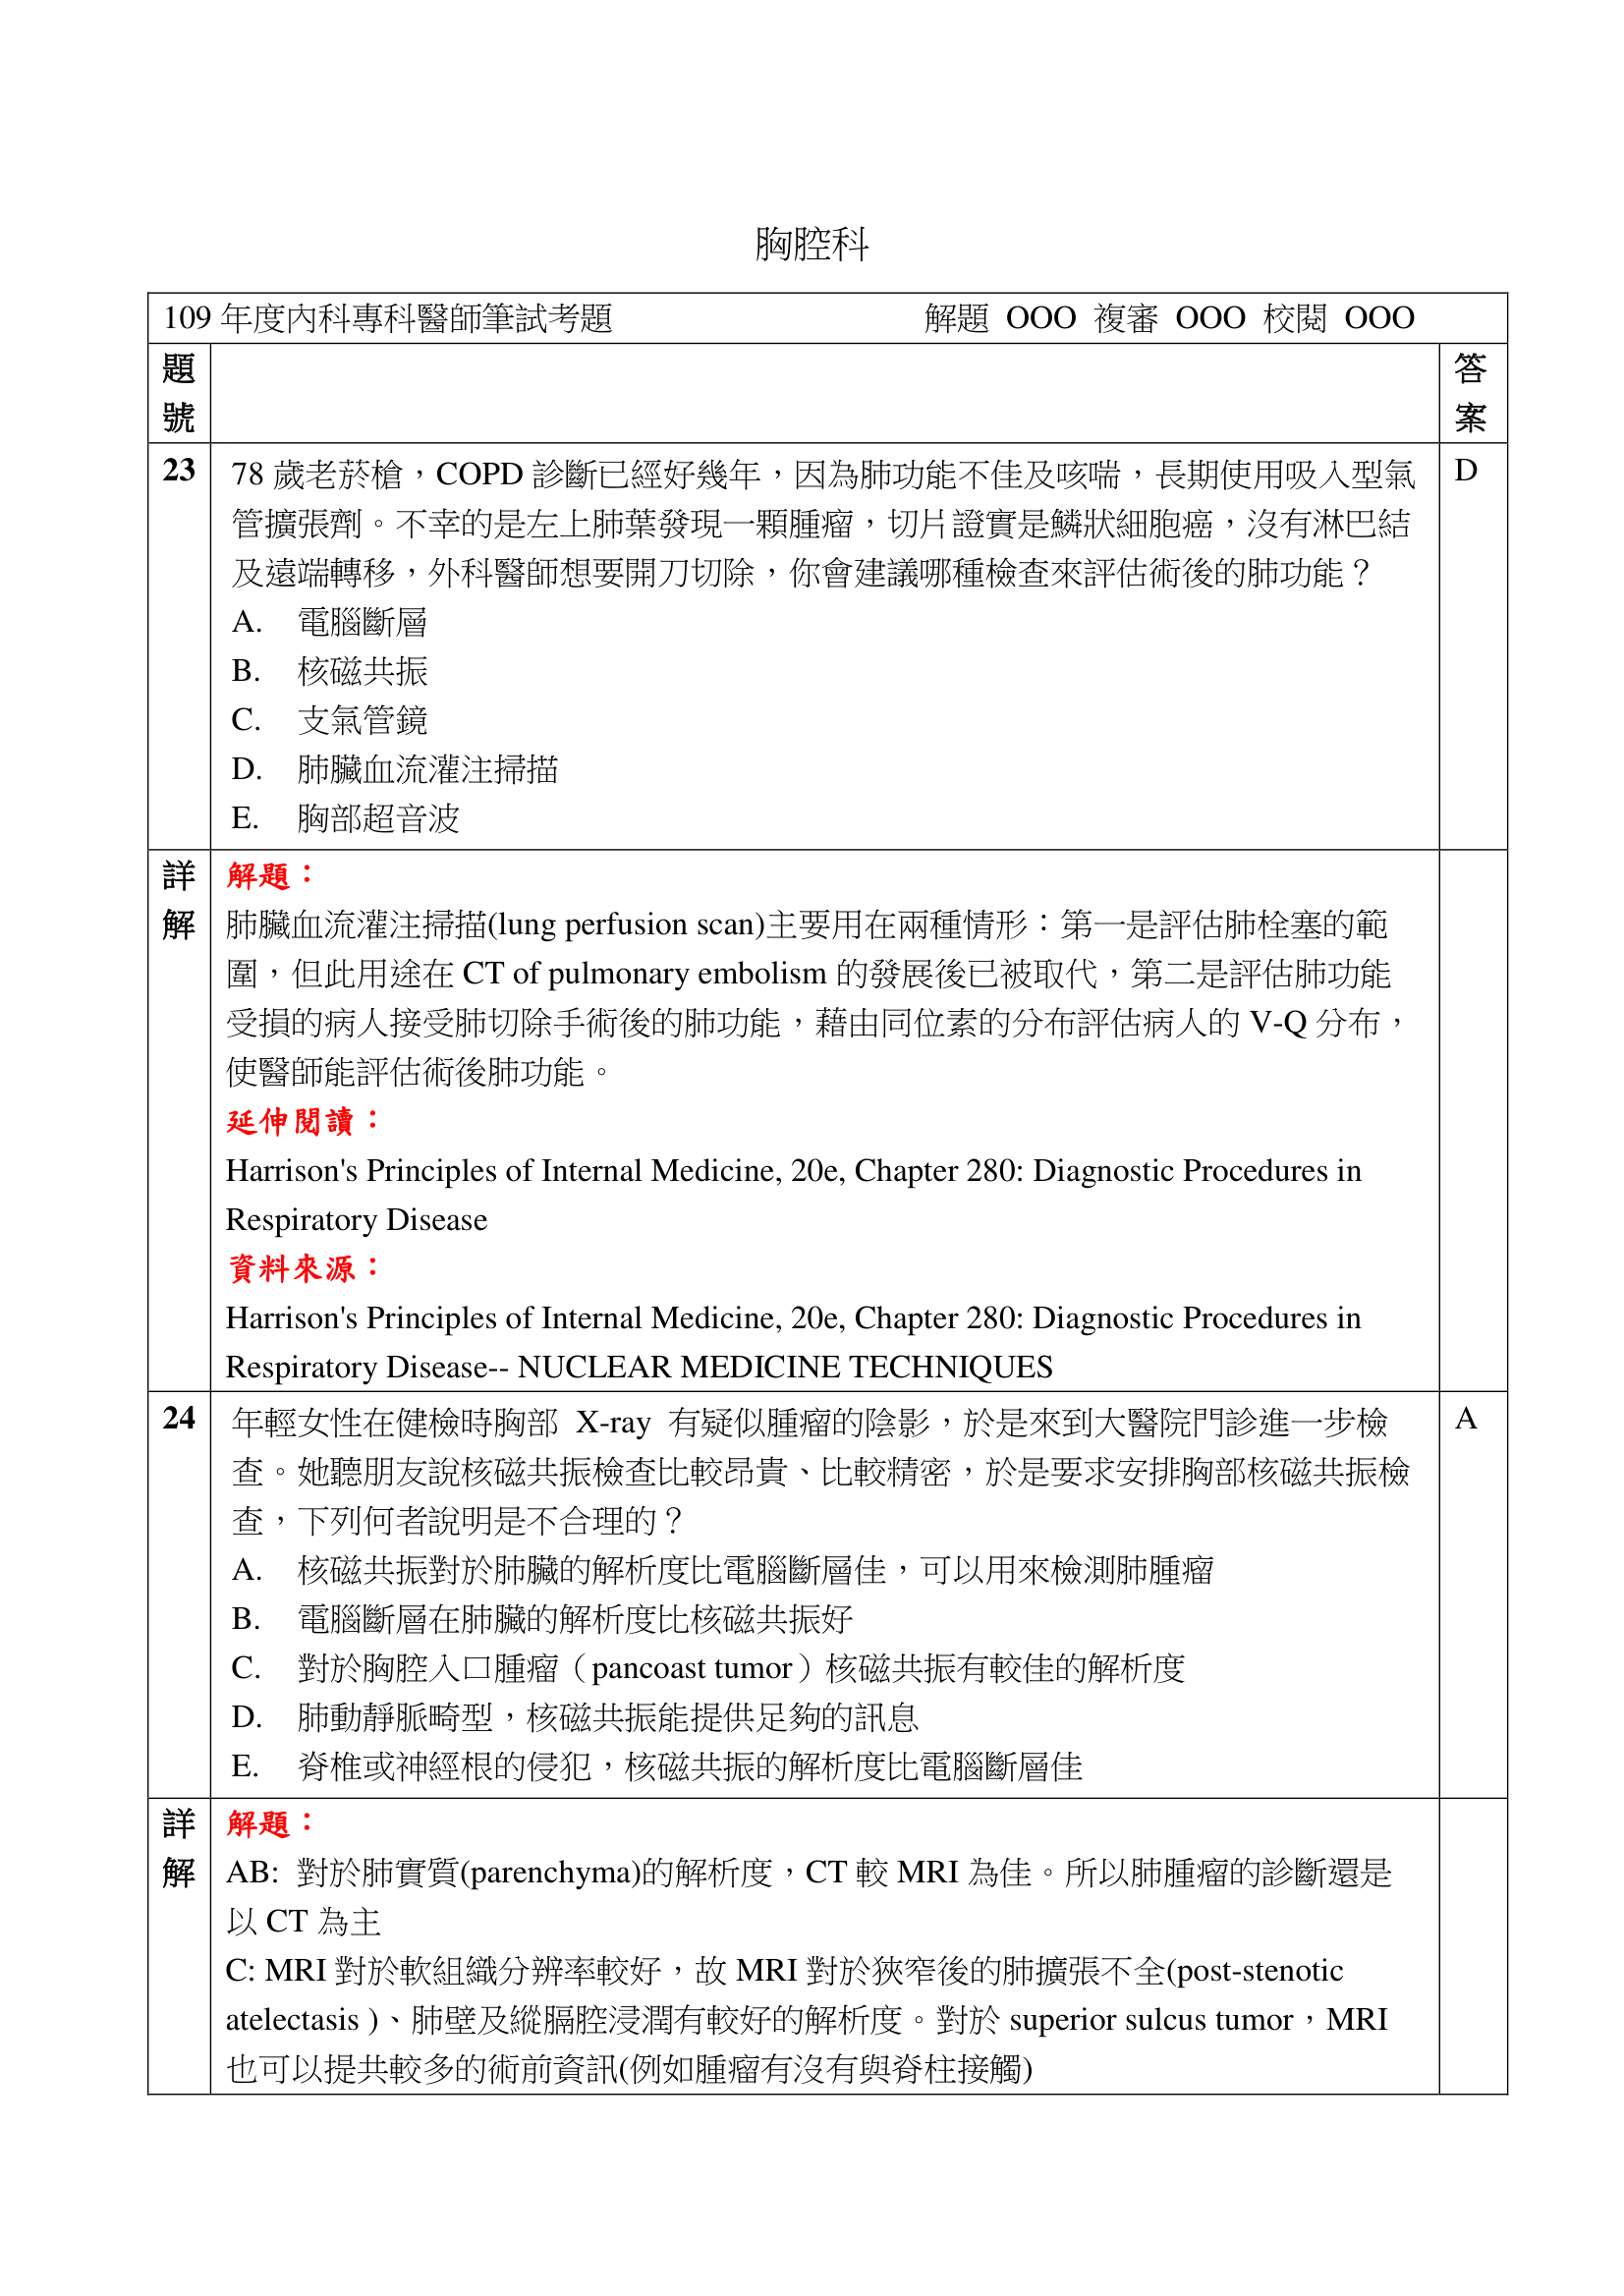 胸腔科
109 年度內科專科醫師筆試考題 解題 OOO 複審 OOO 校閱 OOO
題號 答案
23 78 歲老菸槍，COPD 診斷已經好幾年，因為肺功能不佳及咳喘，長期使用吸入型氣 D
管擴張劑。不幸的是左上肺葉發現一顆腫瘤，切片證實是鱗狀細胞癌，沒有淋巴結
及遠端轉移，外科醫師想要開刀切除，你會建議哪種檢查來評估術後的肺功能？
A. 電腦斷層
B. 核磁共振
C. 支氣管鏡
D. 肺臟血流灌注掃描
E. 胸部超音波
詳解 解題：
肺臟血流灌注掃描(lung perfusion scan)主要用在兩種情形：第一是評估肺栓塞的範
圍，但此用途在 CT of pulmonary embolism 的發展後已被取代，第二是評估肺功能
受損的病人接受肺切除手術後的肺功能，藉由同位素的分布評估病人的 V-Q 分布，
使醫師能評估術後肺功能。
延伸閱讀：
Harrison's Principles of Internal Medicine, 20e, Chapter 280: Diagnostic Procedures in
Respiratory Disease
資料來源：
Harrison's Principles of Internal Medicine, 20e, Chapter 280: Diagnostic Procedures in
Respiratory Disease-- NUCLEAR MEDICINE TECHNIQUES
24 年輕女性在健檢時胸部 X-ray 有疑似腫瘤的陰影，於是來到大醫院門診進一步檢 A
查。她聽朋友說核磁共振檢查比較昂貴、比較精密，於是要求安排胸部核磁共振檢
查，下列何者說明是不合理的？
A. 核磁共振對於肺臟的解析度比電腦斷層佳，可以用來檢測肺腫瘤
B. 電腦斷層在肺臟的解析度比核磁共振好
C. 對於胸腔入口腫瘤（pancoast tumor）核磁共振有較佳的解析度
D. 肺動靜脈畸型，核磁共振能提供足夠的訊息
E. 脊椎或神經根的侵犯，核磁共振的解析度比電腦斷層佳
詳解 解題：
AB: 對於肺實質(parenchyma)的解析度，CT 較 MRI 為佳。所以肺腫瘤的診斷還是
以 CT 為主
C: MRI 對於軟組織分辨率較好，故 MRI 對於狹窄後的肺擴張不全(post-stenotic
atelectasis )、肺壁及縱膈腔浸潤有較好的解析度。對於 superior sulcus tumor，MRI
也可以提共較多的術前資訊(例如腫瘤有沒有與脊柱接觸)